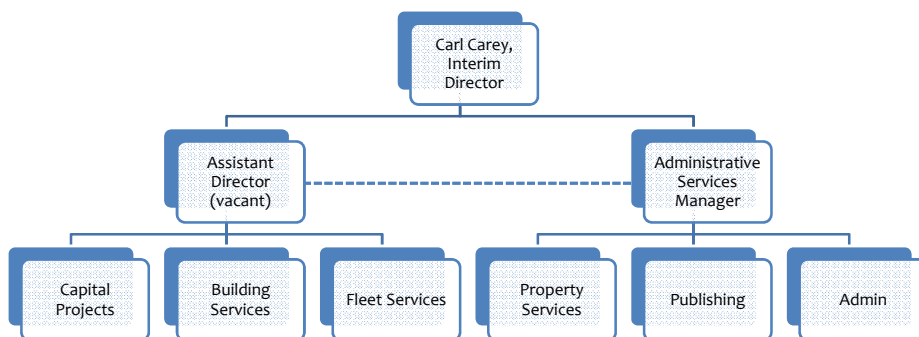 Carl Carey,
Interim
Director
Assistant
Director
(vacant)
Administrative
Services
Manager
Capital
Projects
Building
Services
Fleet Services
Property
Services
Publishing
Admin